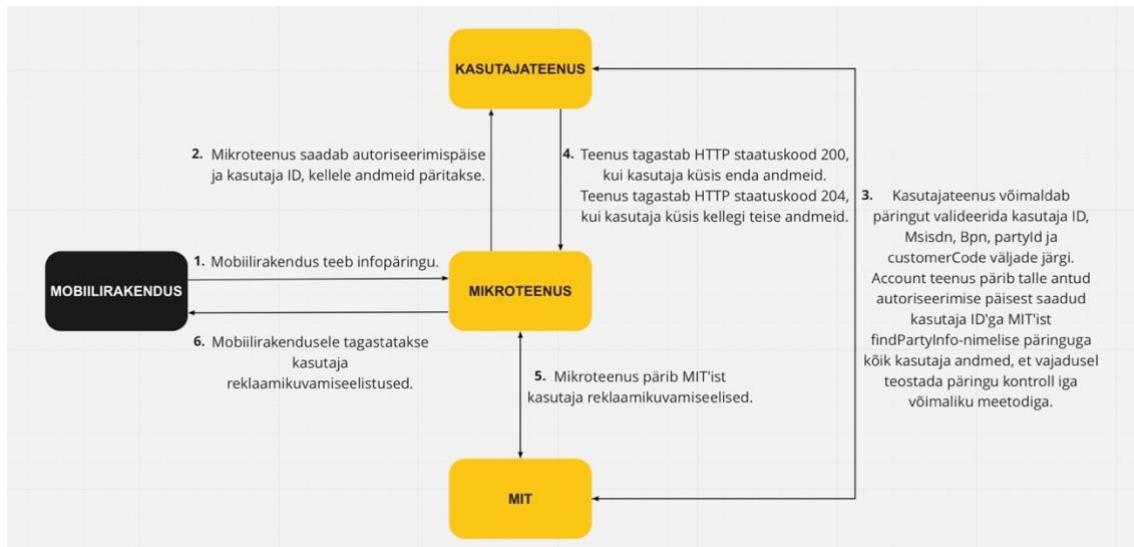 KASUTAJATEENUS
2. Mikroteenus saadab autoriseerimispäise
ja kasutaja ID, kellele andmeid päritakse.
4. Teenus tagastab HTTP staatuskood 200,
kui kasutaja küsis enda andmeid.
Teenus tagastab HTTP staatuskood 204,
kui kasutaja küsis kellegi teise andmeid.
3. Kasutajateenus võimaldab
päringut valideerida kasutaja ID,
Msisdn, Bpn, partyId ja
customerCode väljade järgi.
Account teenus pärib talle antud
autoriseerimise päisest saadud
kasutaja ID'ga MIT'ist
findPartyInfo-nimelise päringuga
kõik kasutaja andmed, et vajadusel
teostada päringu kontroll iga
võimaliku meetodiga.
MOBIILIRAKENDUS
1. Mobiilirakendus teeb infopäringu.
MIKROTEENUS
6. Mobiilirakendusele tagastatakse
kasutaja
reklaamikuvamiseelistused.
5. Mikroteenus pärib MIT'ist
kasutaja reklaamikuvamiseelised.
MIT